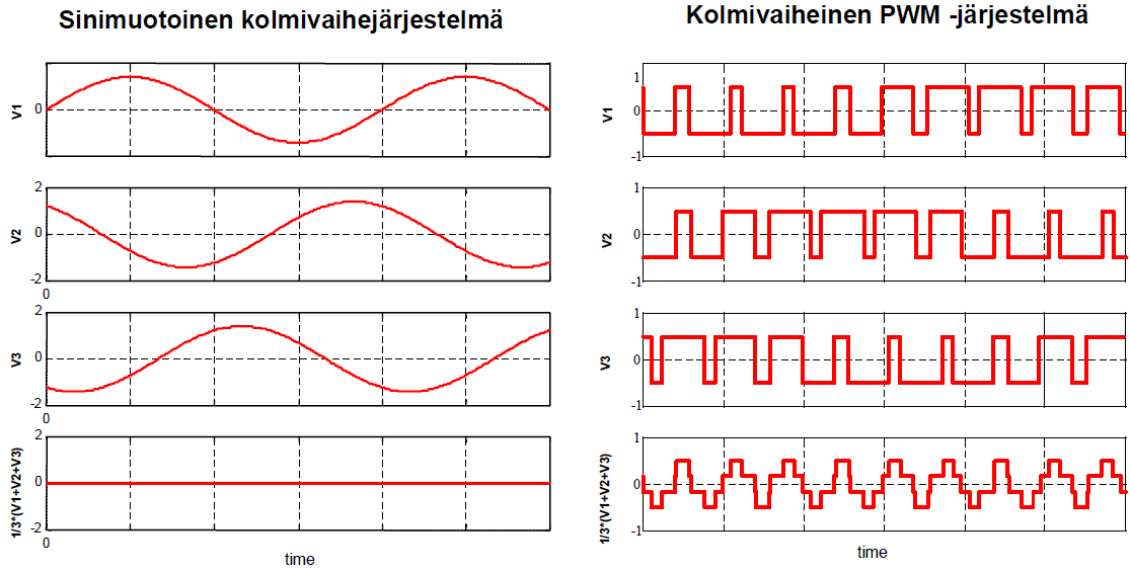 Sinimuotoinen kolmivaihejärjestelmä
V1
0
V2
2
0
-2
0
V3
2
0
-2
0
1/3*(V1+V2+V3)
2
0
-2
0
time
Kolmivaiheinen PWM -järjestelmä
V1
1
0
-1
V2
1
0
-1
V3
1
0
-1
1/3*(V1+V2+V3)
1
0
-1
time